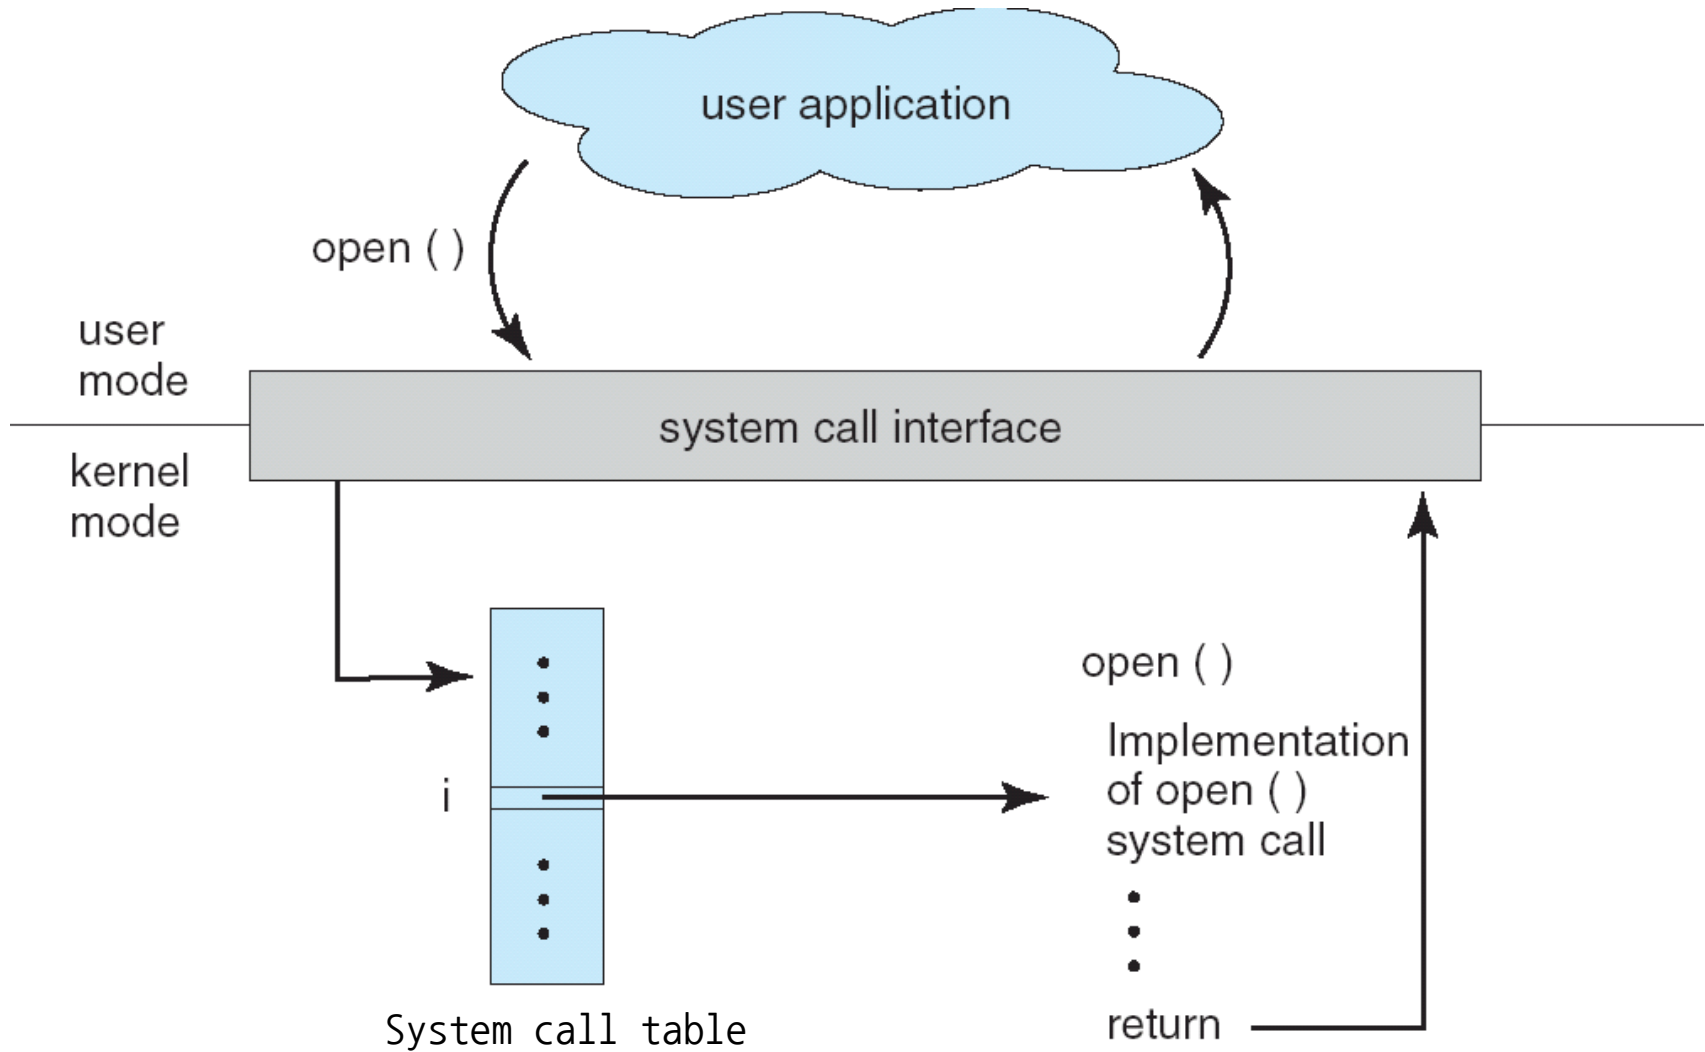 user application
open ( )
user
mode
system call interface
kernel
mode
open ( )
Implementation
of open ( )
system call
i
return
System call table